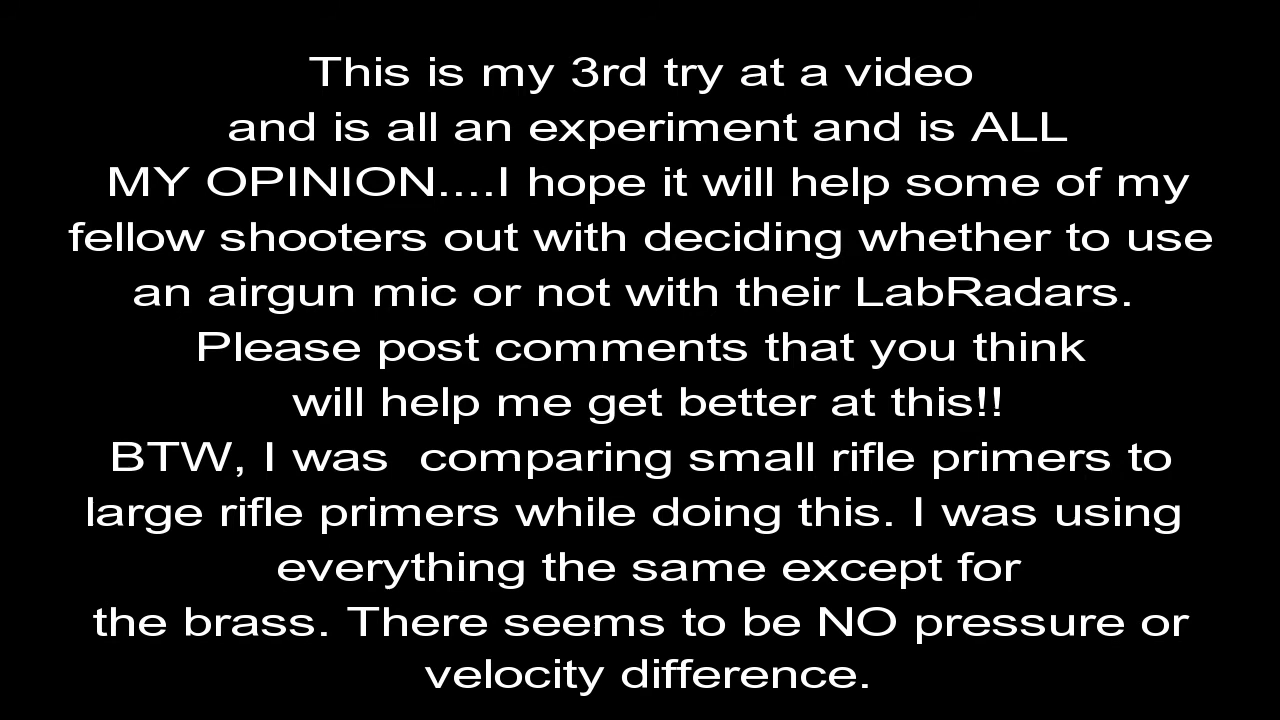 This is my 3rd try at a video
and is all an experiment and is ALL
MY OPINION....I hope it will help some of my
fellow shooters out with deciding whether to use
an airgun mic or not with their LabRadars.
Please post comments that you think
will help me get better at this!!
BTW, I was  comparing small rifle primers to
large rifle primers while doing this. I was using
everything the same except for
the brass. There seems to be NO pressure or
velocity difference.